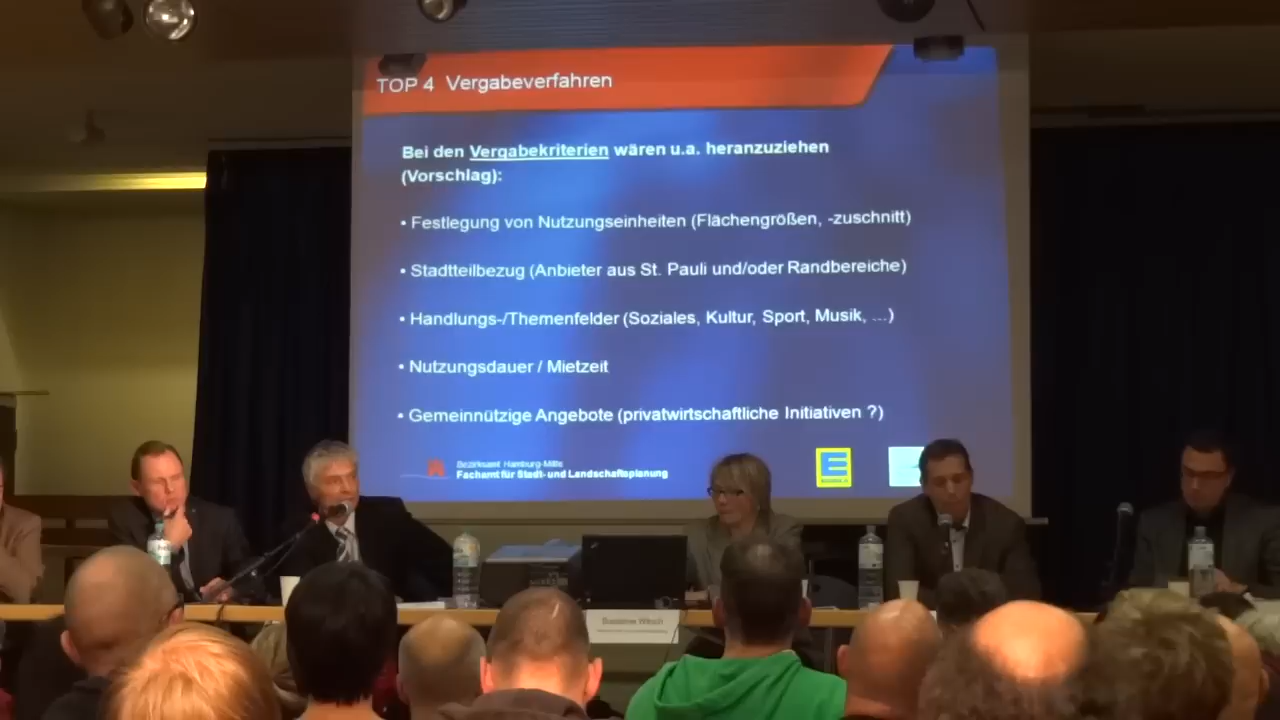 TOP 4 Vergabeverfahren
Bei den Vergabekriterien wären u.a. heranzuziehen
(Vorschlag):
• Festlegung von Nutzungseinheiten (Flächengrößen, -zuschnitt)
• Stadtteilbezug (Anbieter aus St. Pauli und/oder Randbereiche)
• Handlungs-/Themenfelder (Soziales, Kultur, Sport, Musik, ...)
• Nutzungsdauer / Mietzeit
• Gemeinnützige Angebote (privatwirtschaftliche Initiativen ?)
Bezirksamt Hamburg-Mitte
Fachamt für Stadt- und Landschaftsplanung
E
EDEKA